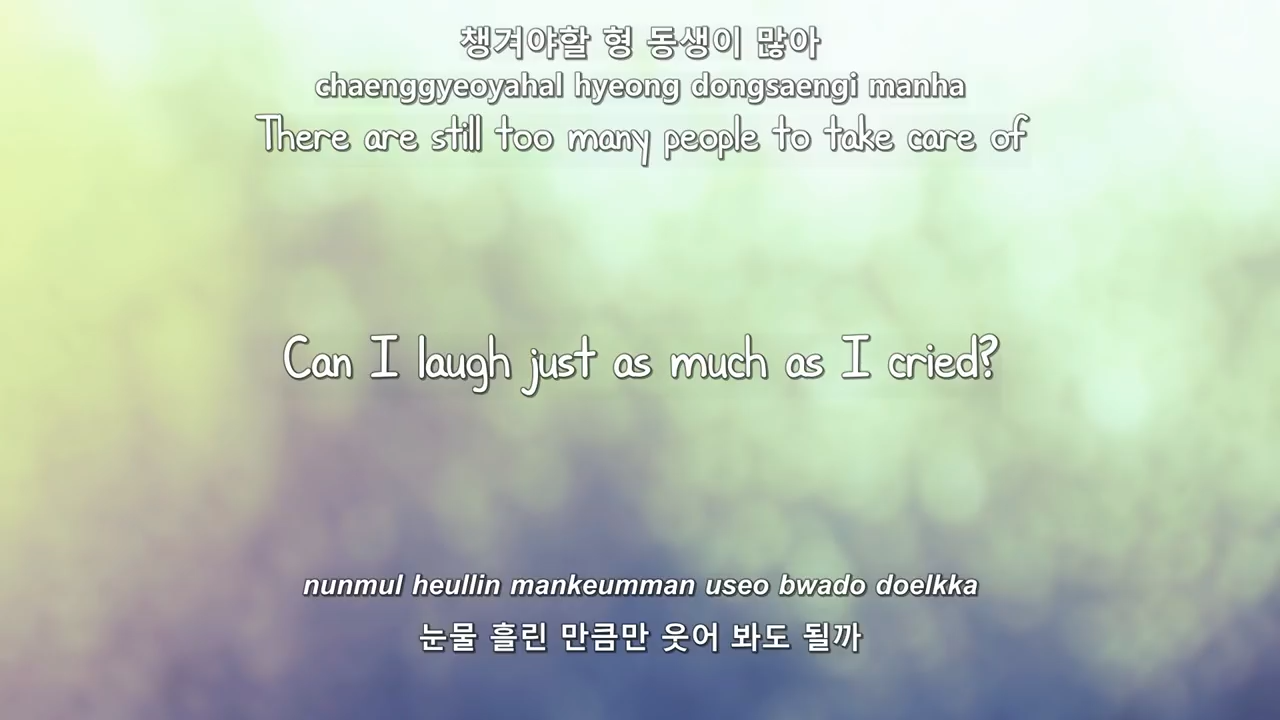 챙겨야할 형 동생이 많아
chaenggyeoyahal hyeong dongsaengi manha
There are still too many people to take care of
Can I laugh just as much as I cried?
nunmul heullin mankeumman useo bwado doelkka
눈물 흘린 만큼만 웃어 봐도 될까